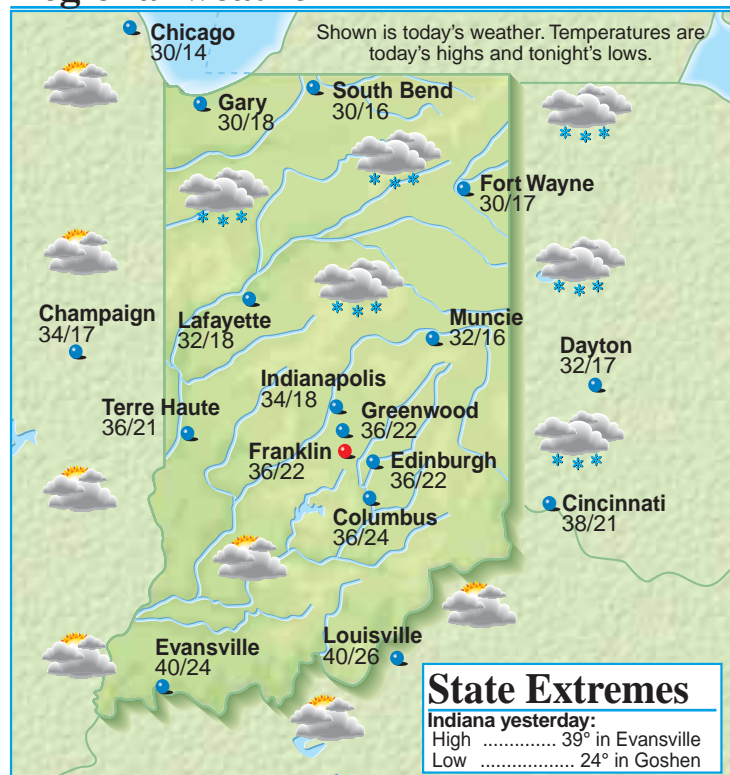 Shown is today's weather. Temperatures are
today's highs and tonight's lows.
Chicago
30/14
Gary
30/18
South Bend
30/16
Fort Wayne
30/17
Champaign
34/17
Lafayette
32/18
Muncie
32/16
Dayton
32/17
Indianapolis
34/18
Terre Haute
36/21
Greenwood
36/22
Franklin
36/22
Edinburgh
36/22
Columbus
36/24
Cincinnati
38/21
Evansville
40/24
Louisville
40/26
State Extremes
Indiana yesterday:
High .............. 39° in Evansville
Low .................. 24° in Goshen